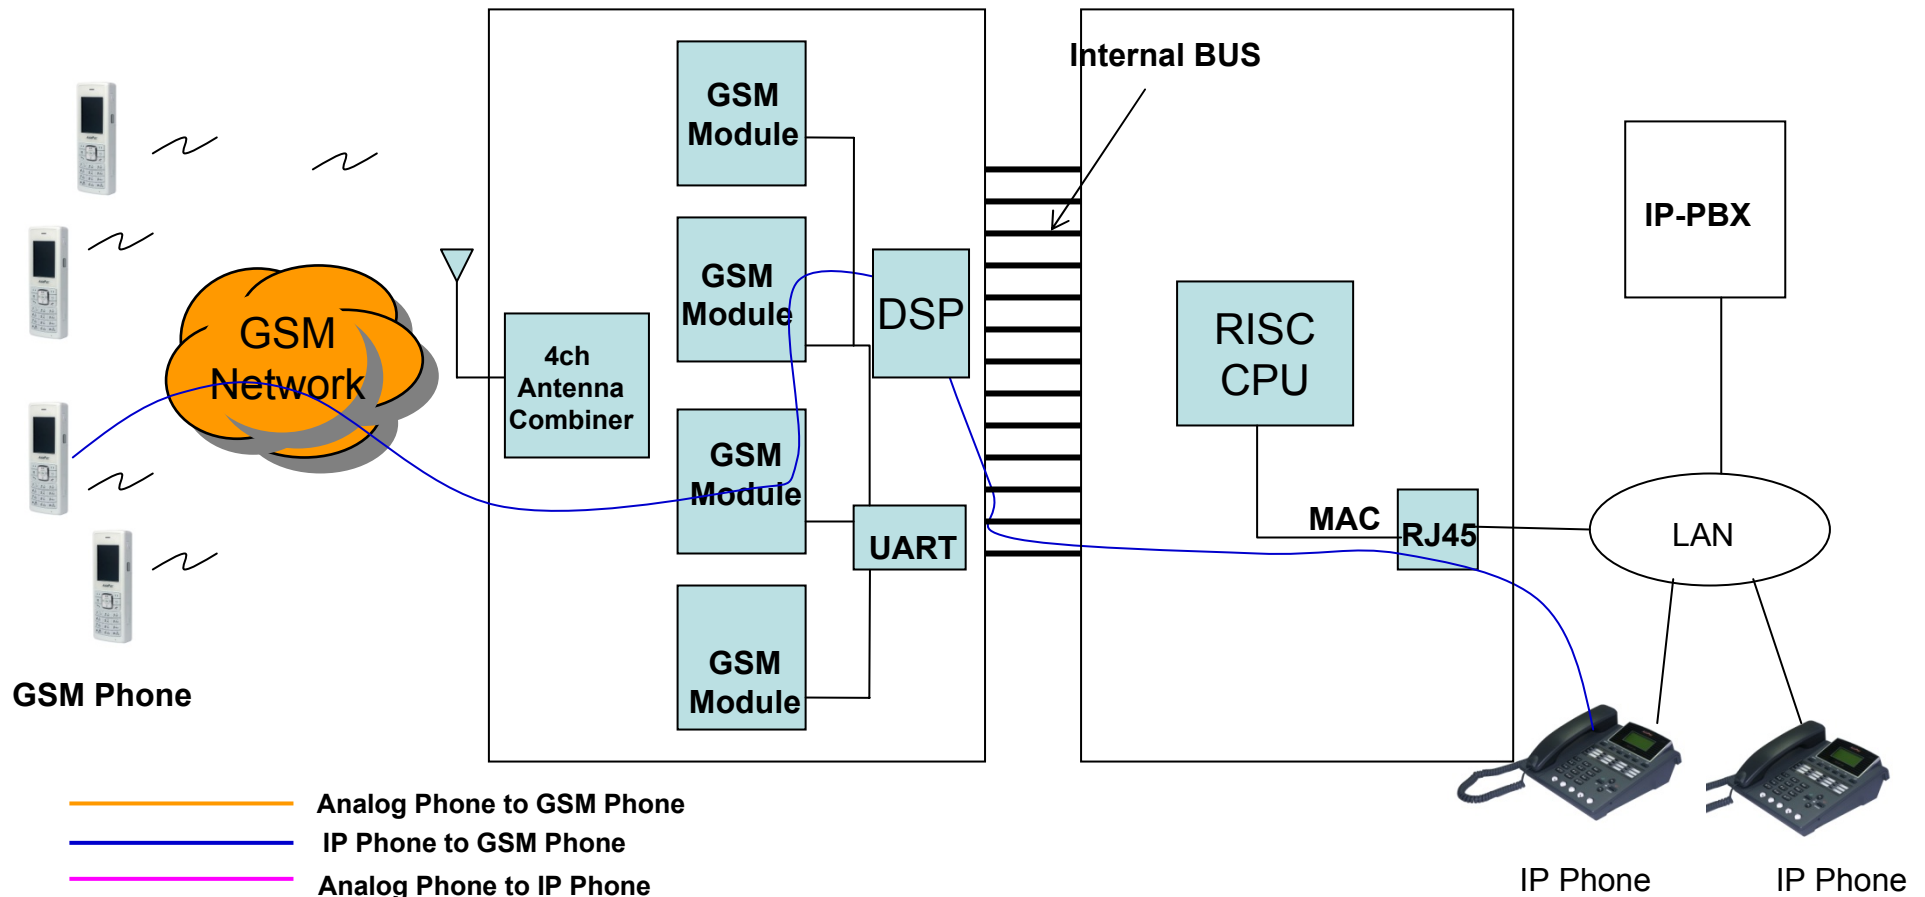 Internal BUS
GSM
Module
IP-PBX
GSM
Module
DSP
GSM
Network
4ch
Antenna
Combiner
RISC
CPU
GSM
Module
UART
MAC
RJ45
LAN
GSM
Module
GSM Phone
Analog Phone to GSM Phone
IP Phone to GSM Phone
Analog Phone to IP Phone
IP Phone
IP Phone